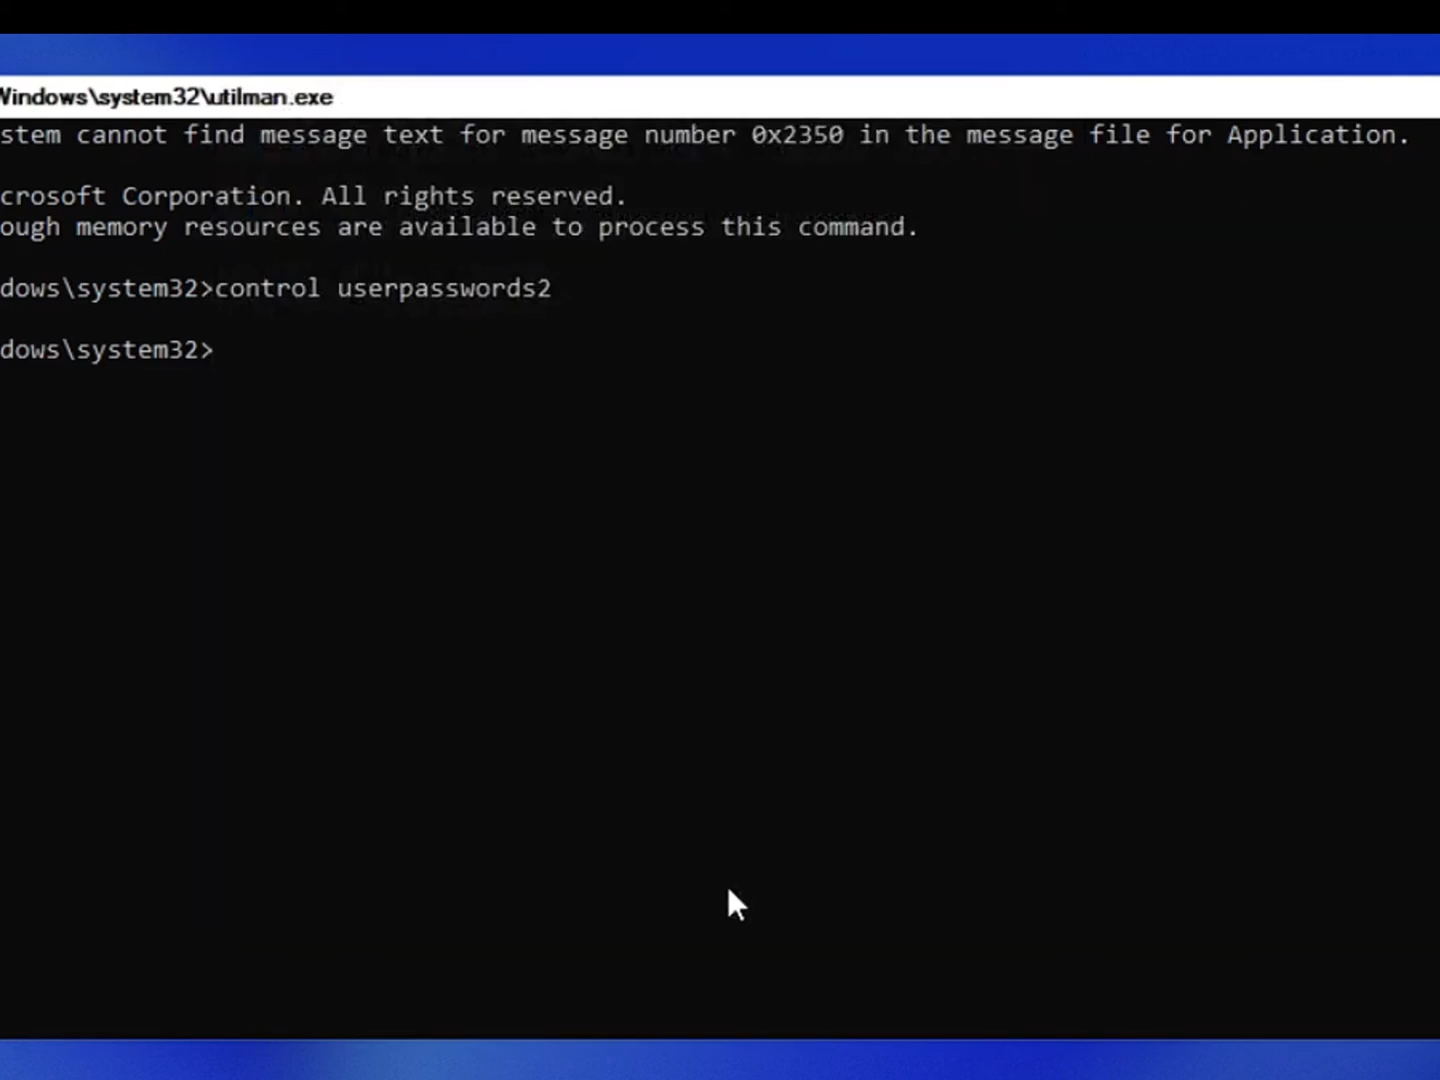 Windows\system32\utilman.exe
stem cannot find message text for message number 0x2350 in the message file for Application.
crosoft Corporation. All rights reserved.
ough memory resources are available to process this command.
dows\system32>control userpasswords2
dows\system32>